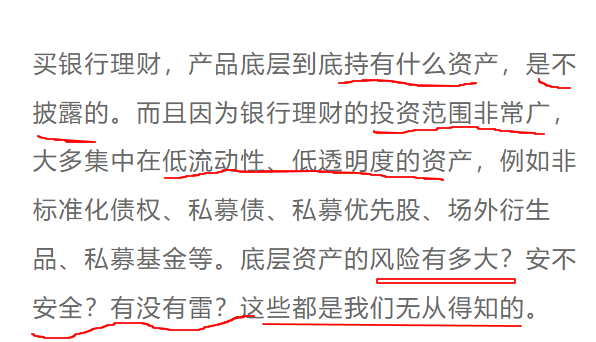 买银行理财，产品底层到底持有什么资产，是不
披露的。而且因为银行理财的投资范围非常广，
大多集中在低流动性、低透明度的资产，例如非
标准化债权、私募债、私募优先股、场外衍生
品、私募基金等。底层资产的风险有多大？安不
安全？有没有雷？这些都是我们无从得知的。